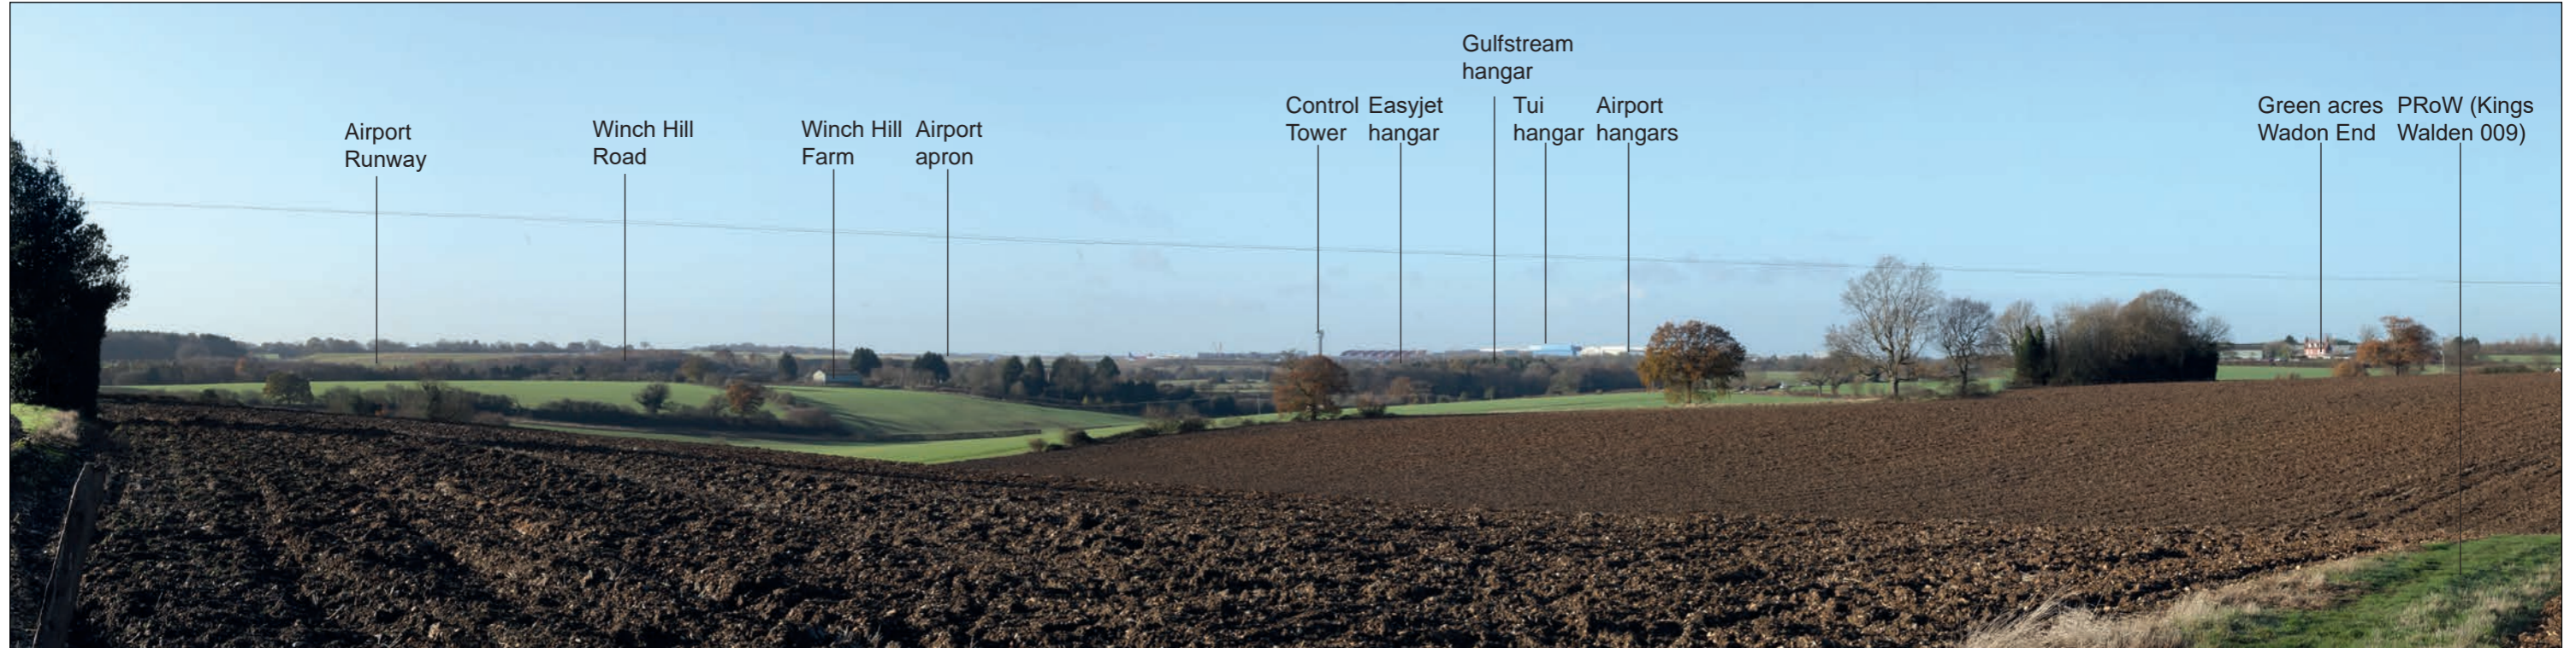 Airport
Runway
Winch Hill
Road
Winch Hill
Farm
Airport
apron
Control
Tower
Easyjet
hangar
Gulfstream
hangar
Tui
hangar
Airport
hangars
Green acres
Wadon End
PRoW (Kings
Walden 009)